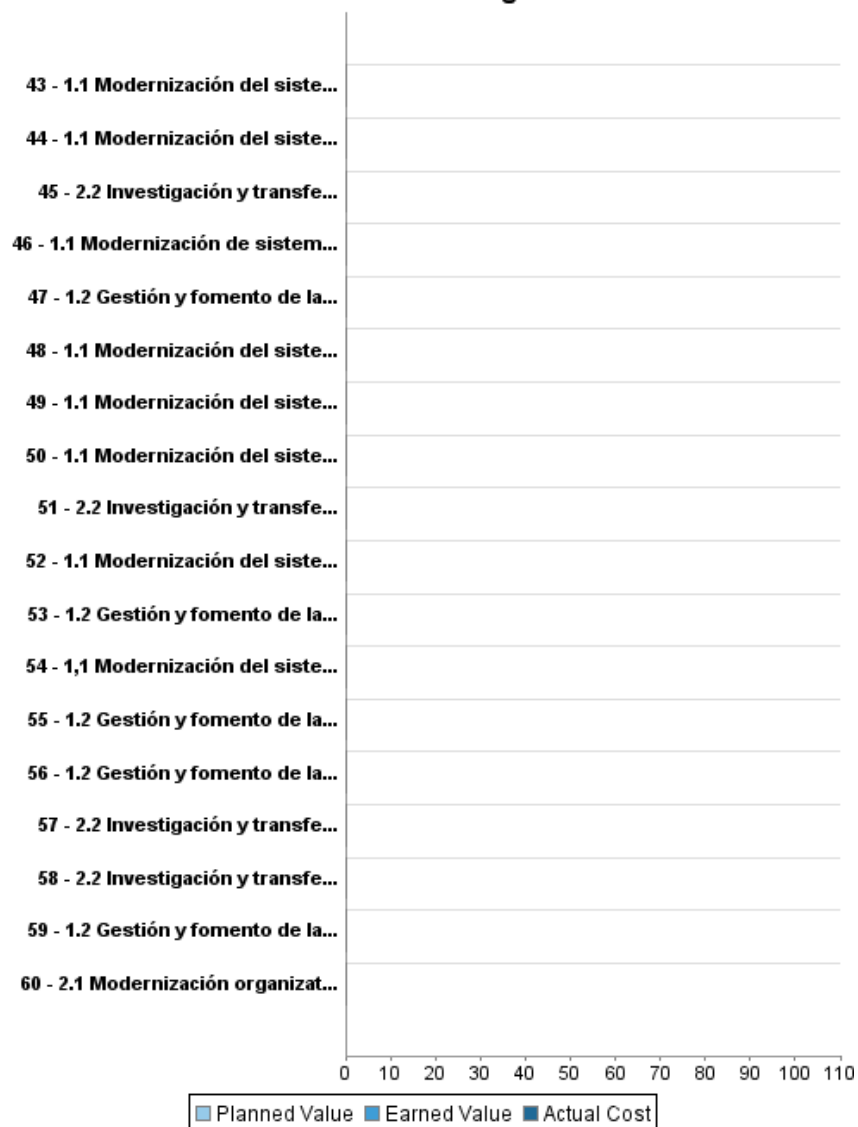 43 - 1.1 Modernización del siste...
44 - 1.1 Modernización del siste...
45 - 2.2 Investigación y transfe...
46 - 1.1 Modernización de sistem...
47 - 1.2 Gestión y fomento de la...
48 - 1.1 Modernización del siste...
49 - 1.1 Modernización del siste...
50 - 1.1 Modernización del siste...
51 - 2.2 Investigación y transfe...
52 - 1.1 Modernización del siste...
53 - 1.2 Gestión y fomento de la...
54 - 1,1 Modernización del siste...
55 - 1.2 Gestión y fomento de la...
56 - 1.2 Gestión y fomento de la...
57 - 2.2 Investigación y transfe...
58 - 2.2 Investigación y transfe...
59 - 1.2 Gestión y fomento de la...
60 - 2.1 Modernización organizat...
0 10 20 30 40 50 60 70 80 90 100 110
Planned Value Earned Value Actual Cost